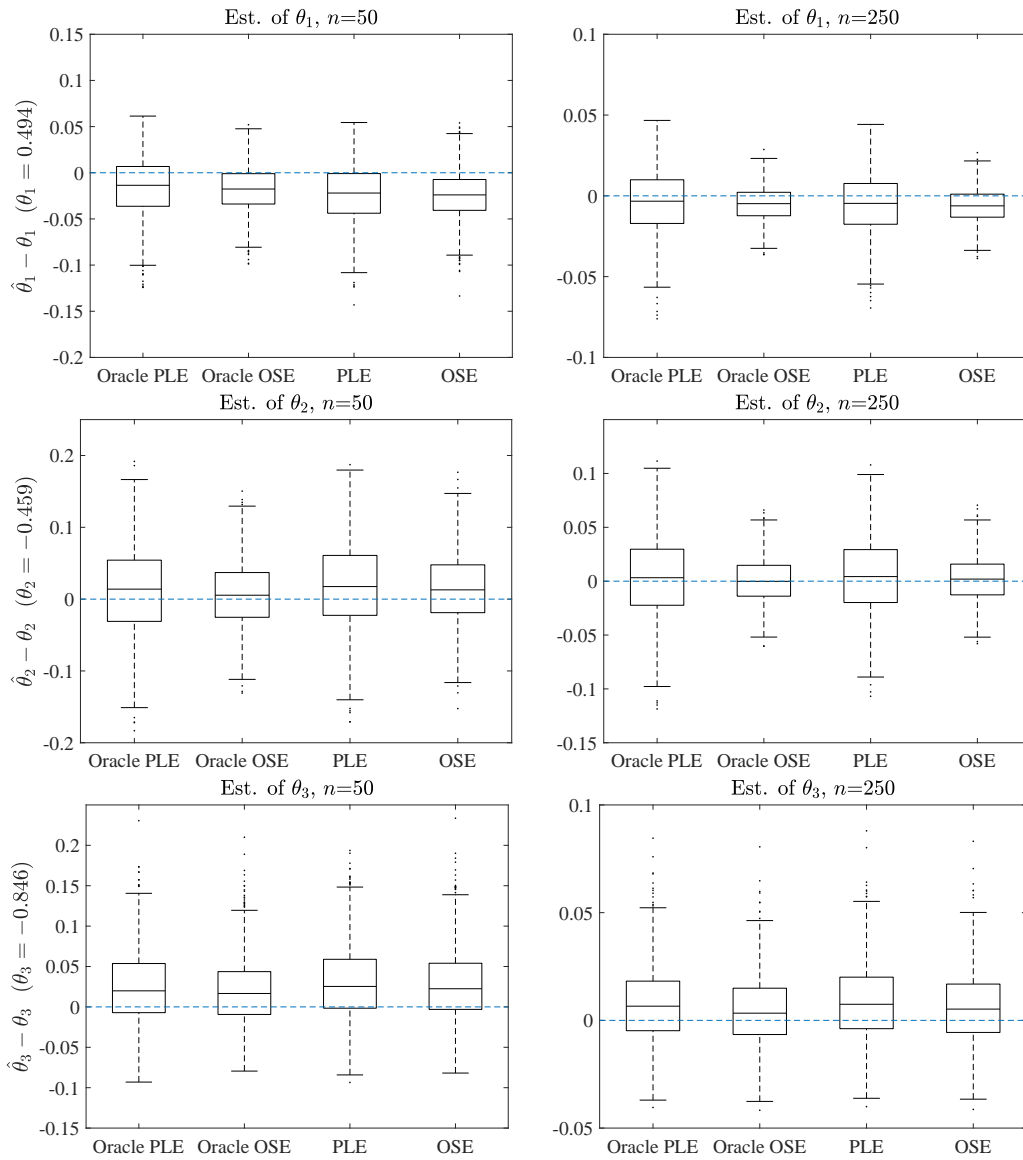 Est. of θ₁, n=50
0.15
0.1
0.05
0
-0.05
-0.1
-0.15
-0.2
θ̂₁ − θ₁ (θ₁ = 0.494)
Oracle PLE Oracle OSE PLE OSE
Est. of θ₁, n=250
0.1
0.05
0
-0.05
-0.1
Oracle PLE Oracle OSE PLE OSE
Est. of θ₂, n=50
0.2
0.1
0
-0.1
-0.2
θ̂₂ − θ₂ (θ₂ = −0.459)
Oracle PLE Oracle OSE PLE OSE
Est. of θ₂, n=250
0.1
0.05
0
-0.05
-0.1
-0.15
Oracle PLE Oracle OSE PLE OSE
Est. of θ₃, n=50
0.2
0.15
0.1
0.05
0
-0.05
-0.1
-0.15
θ̂₃ − θ₃ (θ₃ = −0.846)
Oracle PLE Oracle OSE PLE OSE
Est. of θ₃, n=250
0.1
0.05
0
-0.05
Oracle PLE Oracle OSE PLE OSE